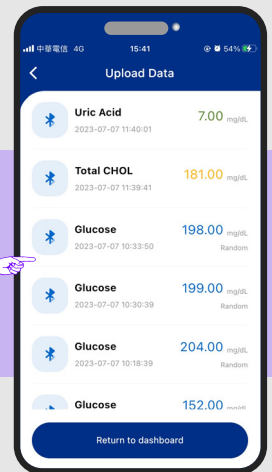 中華電信 4G 15:41 54%
Upload Data
Uric Acid 7.00 mg/dL
2023-07-07 11:40:01
Total CHOL 181.00 mg/dL
2023-07-07 11:39:41
Glucose 198.00 mg/dL
2023-07-07 10:33:50 Random
Glucose 199.00 mg/dL
2023-07-07 10:30:39 Random
Glucose 204.00 mg/dL
2023-07-07 10:18:39 Random
Glucose 152.00 mg/dL
Return to dashboard